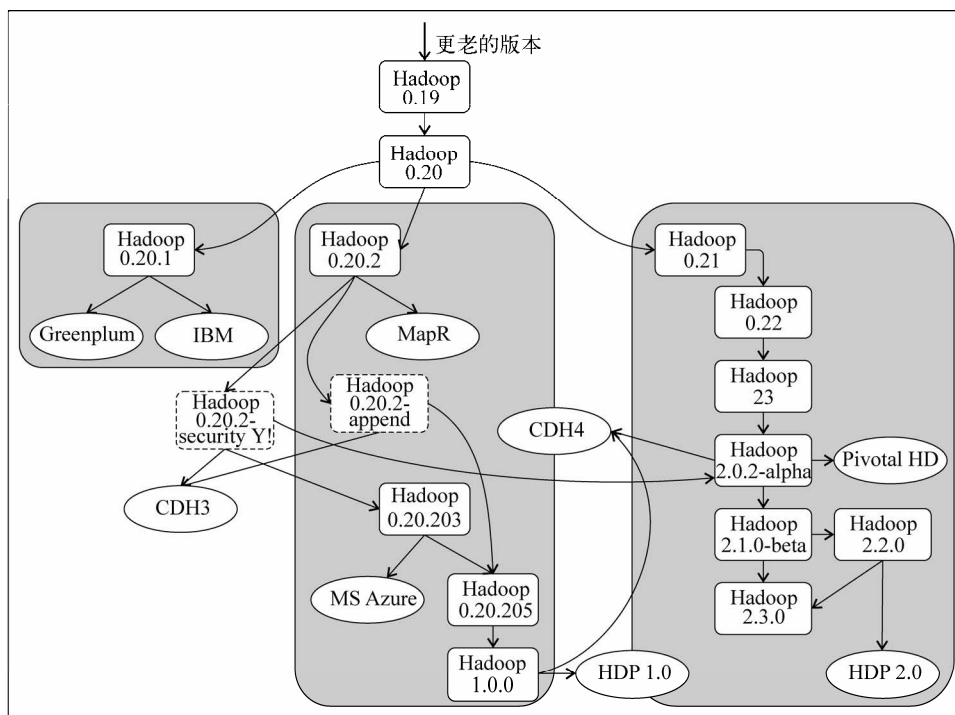 更老的版本
Hadoop
0.19
Hadoop
0.20
Hadoop
0.20.1
Greenplum
IBM
Hadoop
0.20.2
MapR
Hadoop
0.20.2-
security Y!
Hadoop
0.20.2-
append
CDH3
Hadoop
0.20.203
MS Azure
Hadoop
0.20.205
Hadoop
1.0.0
HDP 1.0
CDH4
Hadoop
0.21
Hadoop
0.22
Hadoop
23
Hadoop
2.0.2-alpha
Pivotal HD
Hadoop
2.1.0-beta
Hadoop
2.2.0
Hadoop
2.3.0
HDP 2.0